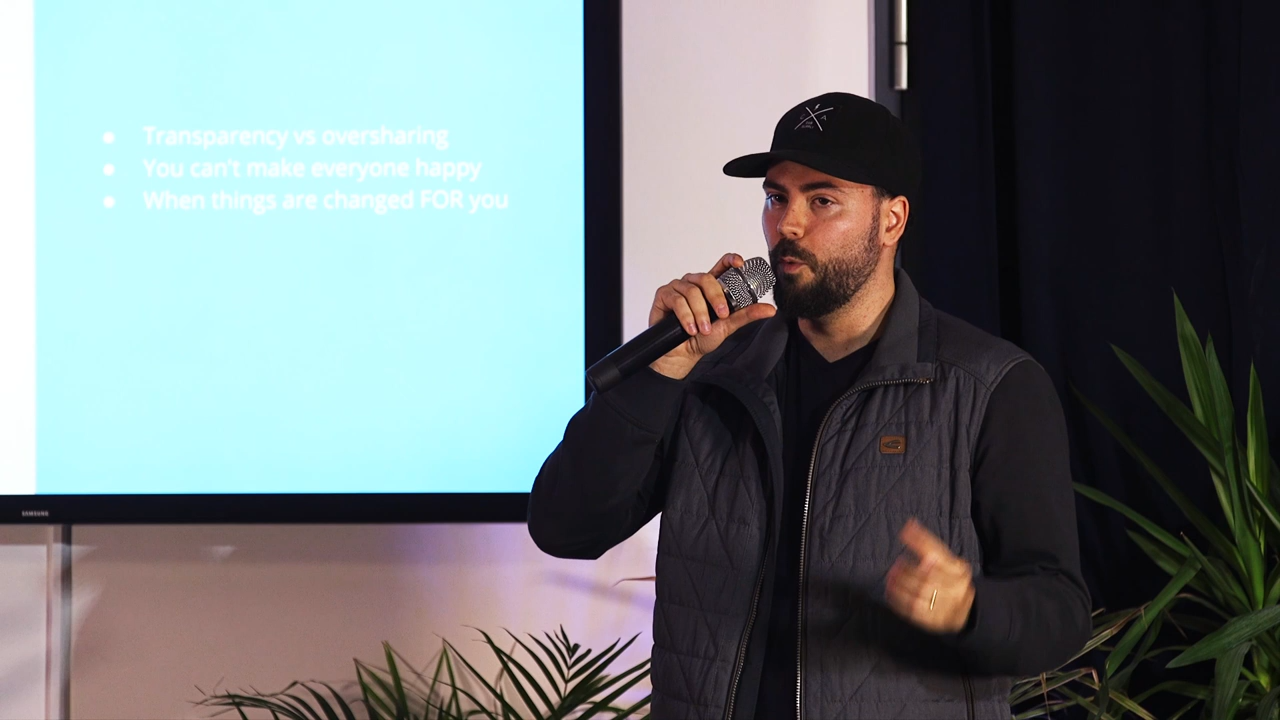 ● Transparency vs oversharing
● You can't make everyone happy
● When things are changed FOR you
SAMSUNG
C A